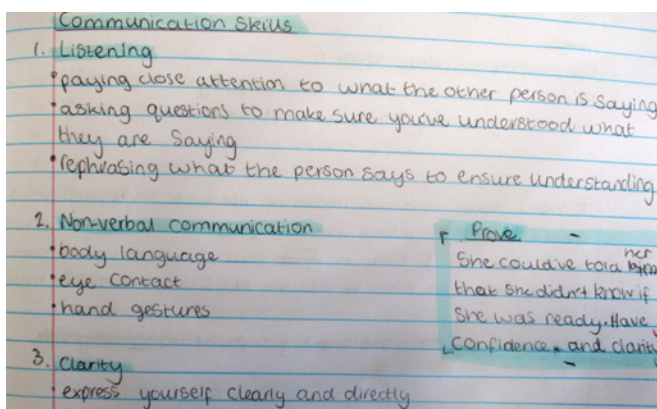 Communication Skills
1. Listening
• paying close attention to what the other person is saying
• asking questions to make sure you've understood what
they are saying
• rephrasing what the person says to ensure understanding
2. Non-verbal communication
• body language
• eye contact
• hand gestures
Prove
She could've told her
that she didn't know if
she was ready. Have
confidence and clarity
3. Clarity
• express yourself clearly and directly